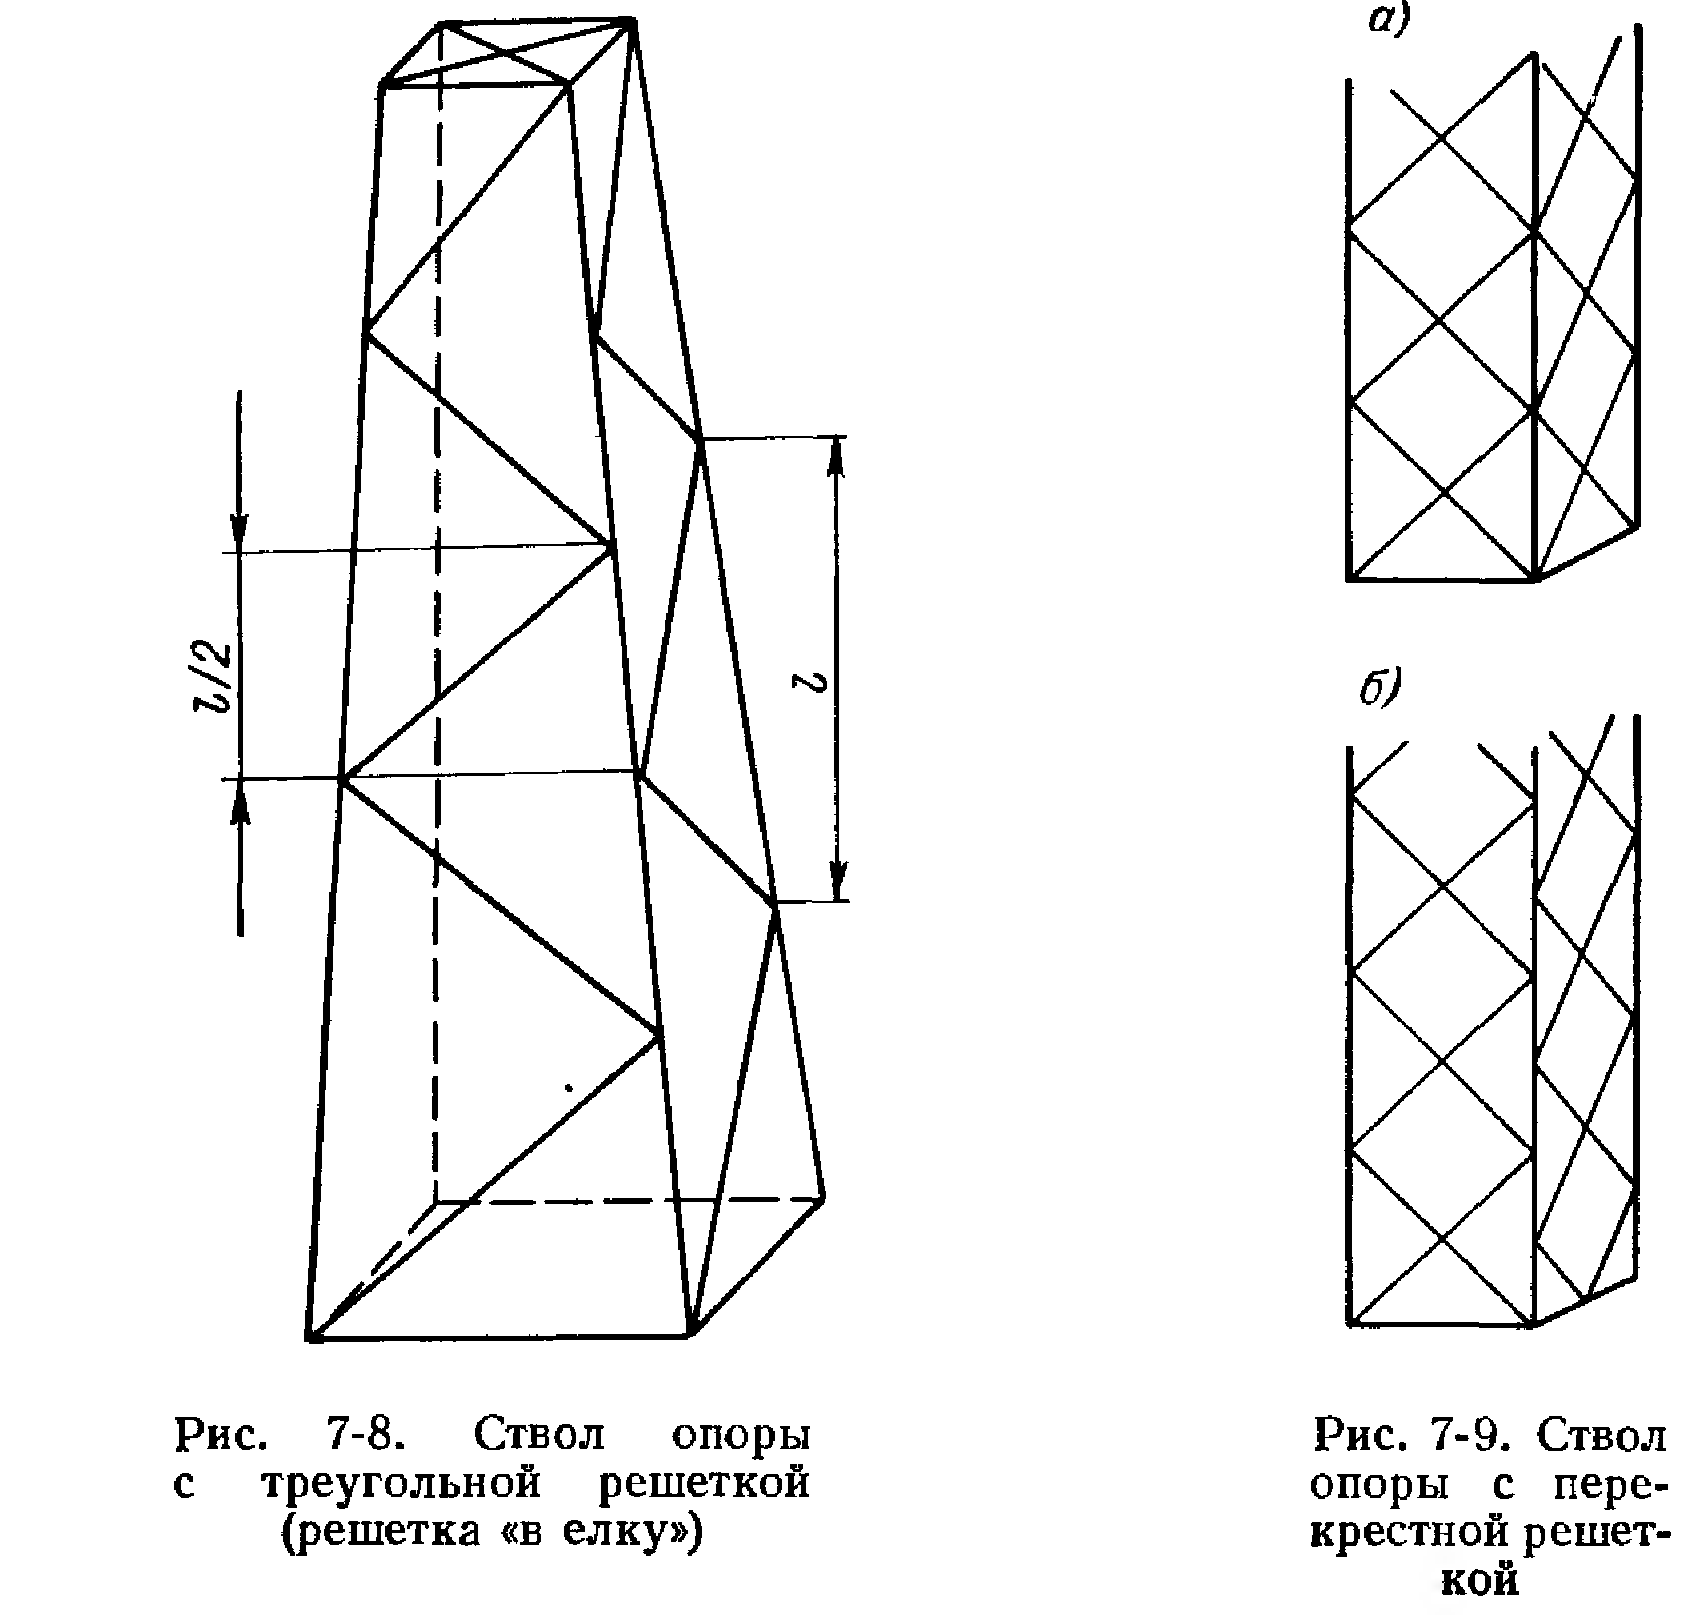 l/2
l
Рис. 7-8. Ствол опоры
с треугольной решеткой
(решетка «в елку»)
а)
б)
Рис. 7-9. Ствол
опоры с пере-
крестной решет-
кой